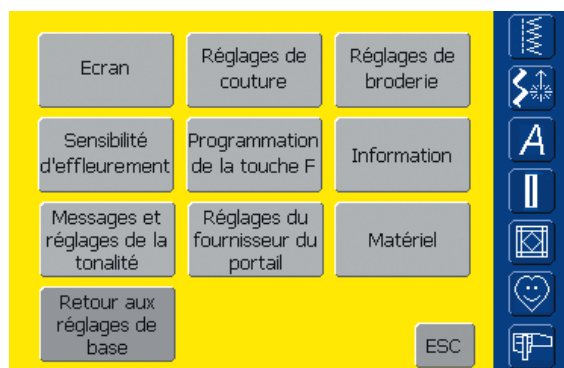 Ecran
Réglages de
couture
Réglages de
broderie
Sensibilité
d'effleurement
Programmation
de la touche F
Information
Messages et
réglages de la
tonalité
Réglages du
fournisseur du
portail
Matériel
Retour aux
réglages de
base
ESC
A